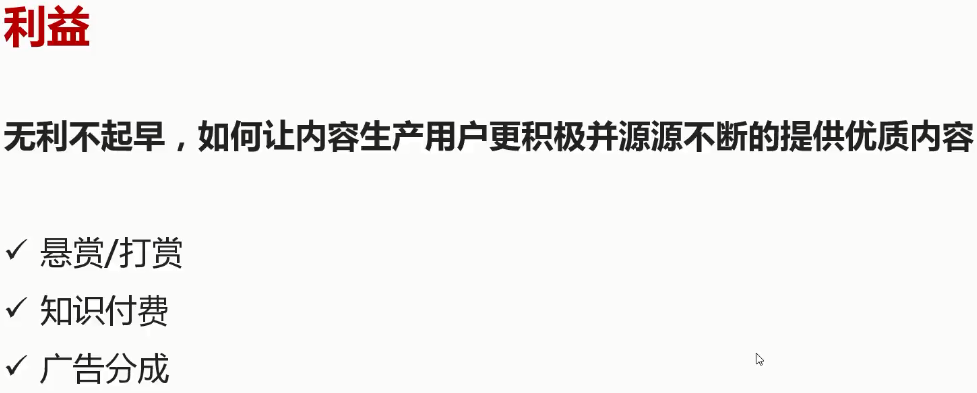 利益
无利不起早，如何让内容生产用户更积极并源源不断的提供优质内容
✓ 悬赏/打赏
✓ 知识付费
✓ 广告分成